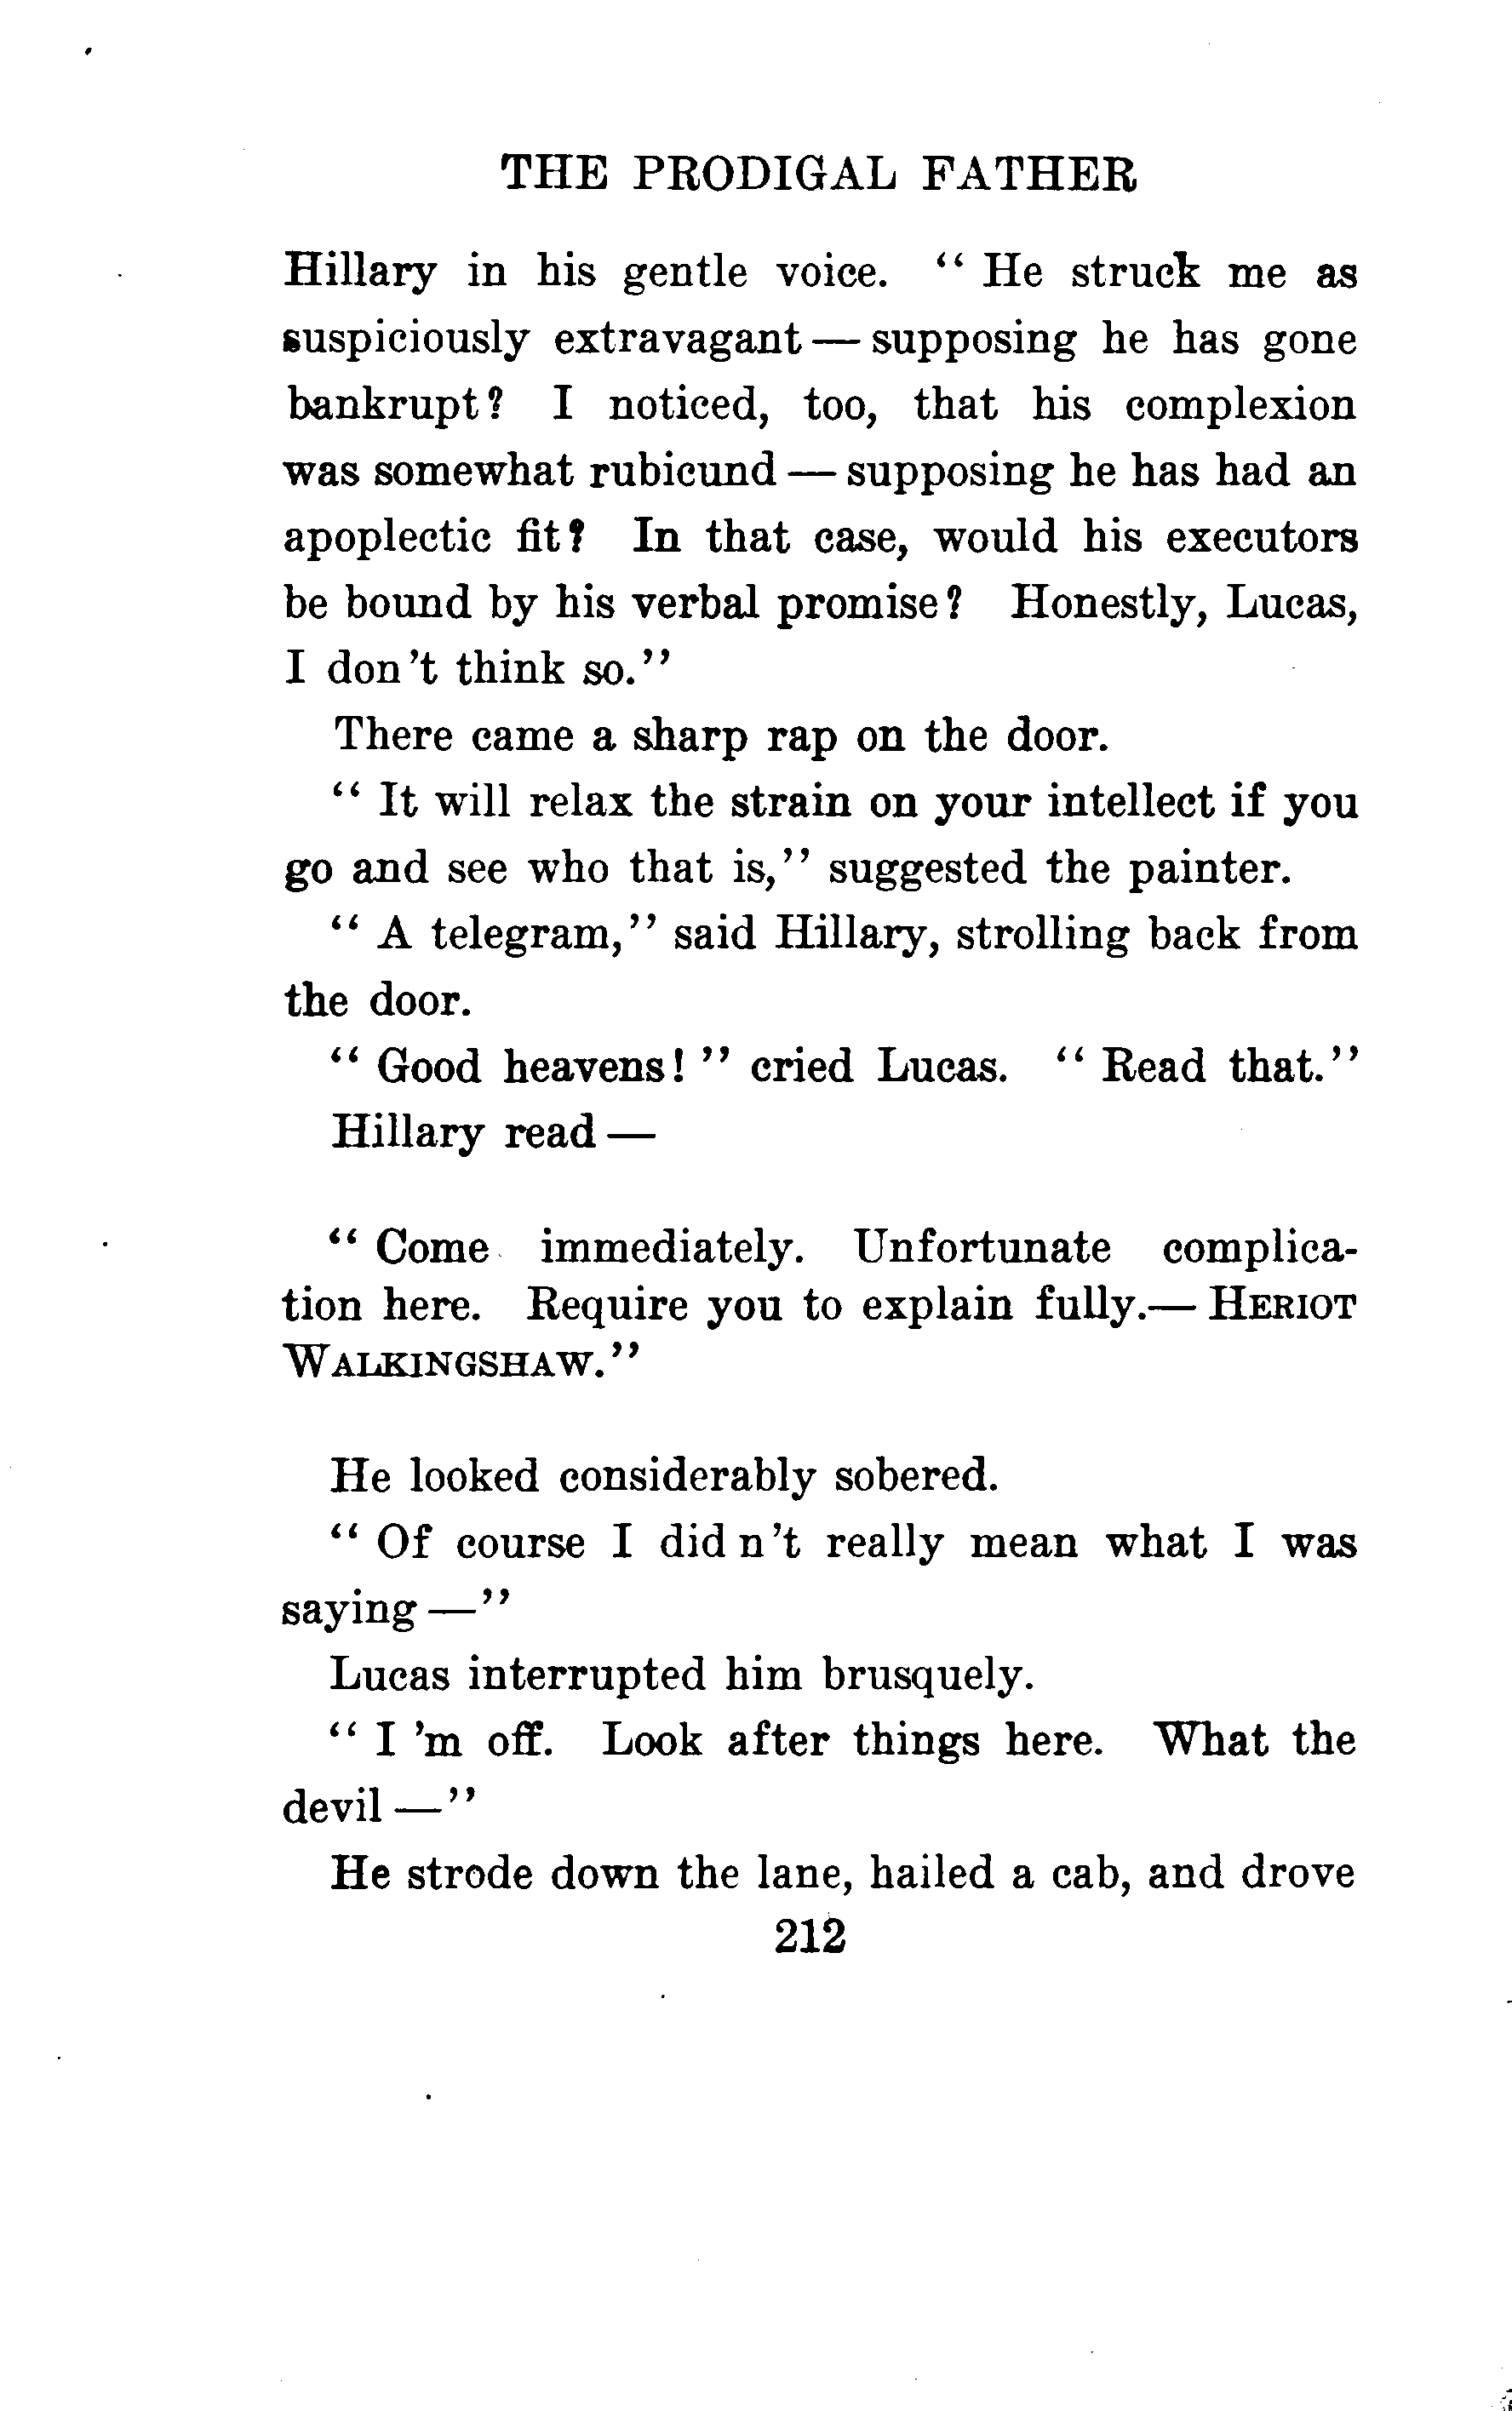 THE PRODIGAL FATHER
Hillary in his gentle voice. "He struck me as
suspiciously extravagant — supposing he has gone
bankrupt? I noticed, too, that his complexion
was somewhat rubicund — supposing he has had an
apoplectic fit? In that case, would his executors
be bound by his verbal promise? Honestly, Lucas,
I don't think so."
There came a sharp rap on the door.
"It will relax the strain on your intellect if you
go and see who that is," suggested the painter.
"A telegram," said Hillary, strolling back from
the door.
"Good heavens!" cried Lucas. "Read that."
Hillary read —
"Come immediately. Unfortunate complica-
tion here. Require you to explain fully.— HERIOT
WALKINGSHAW."
He looked considerably sobered.
"Of course I did n't really mean what I was
saying —"
Lucas interrupted him brusquely.
"I 'm off. Look after things here. What the
devil —"
He strode down the lane, hailed a cab, and drove
212